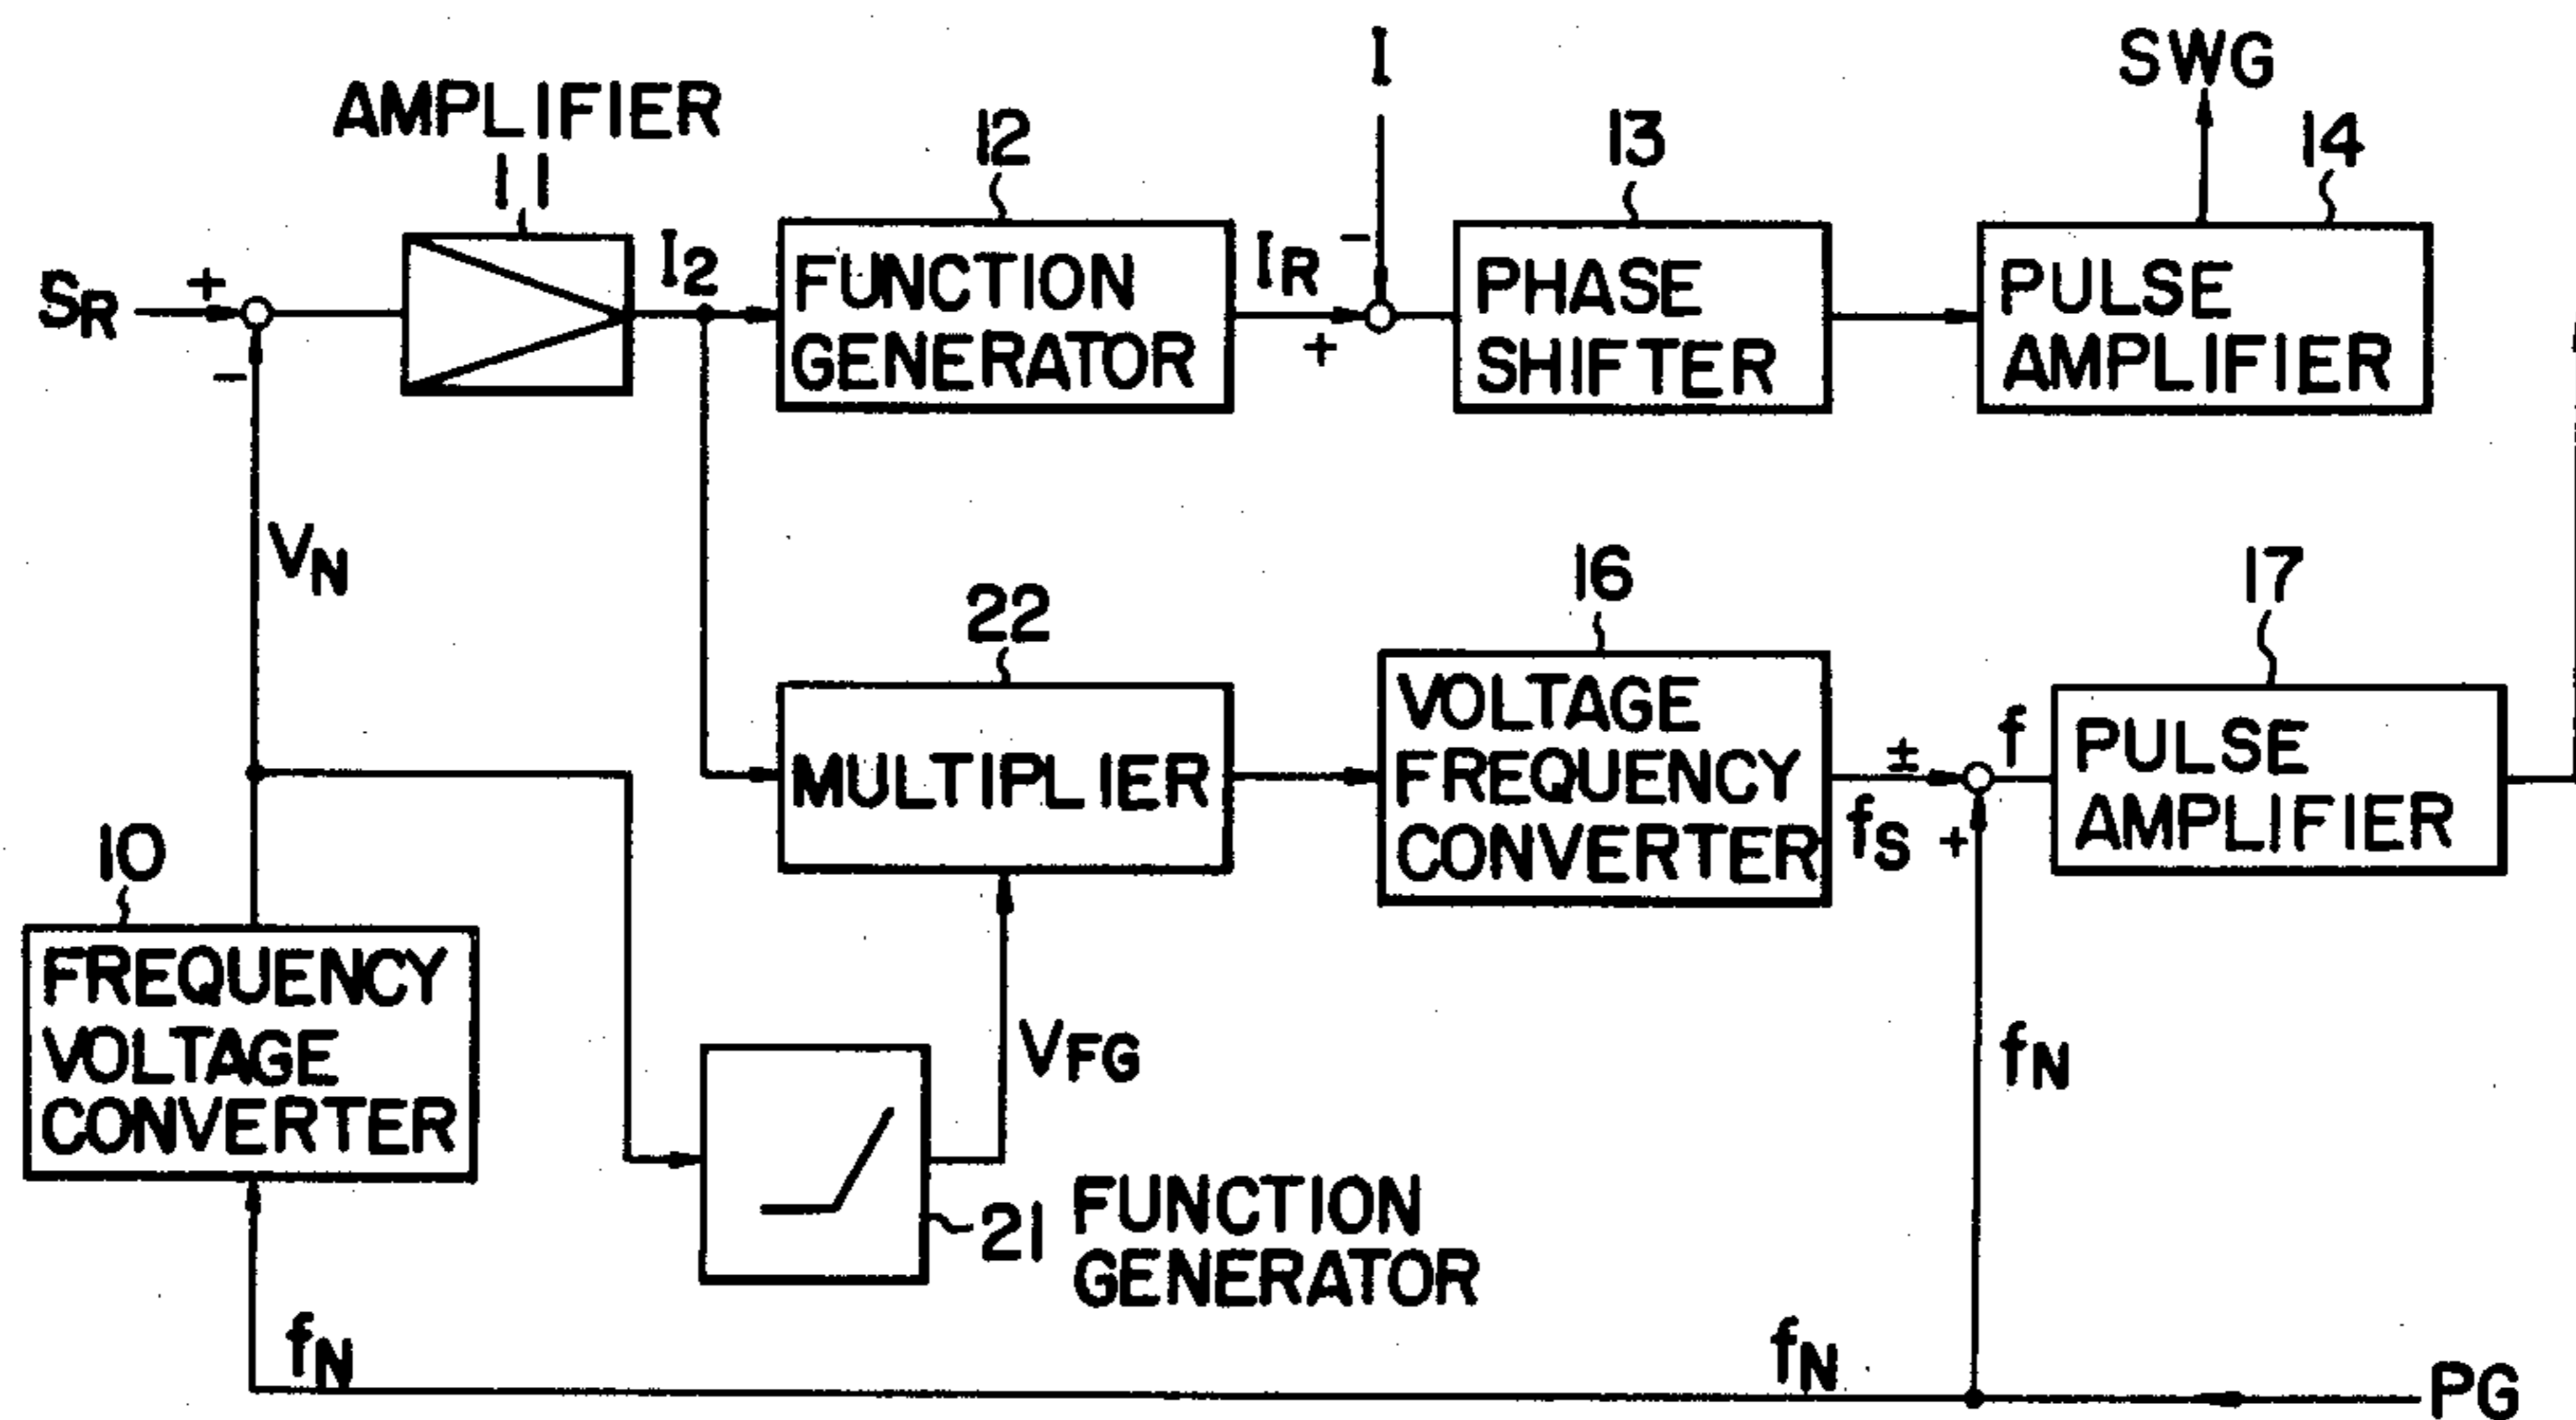 AMPLIFIER
11
12
I
13
SWG
14
SR
+
-
I2
FUNCTION
GENERATOR
IR
-
+
PHASE
SHIFTER
PULSE
AMPLIFIER
VN
22
16
17
MULTIPLIER
VOLTAGE
FREQUENCY
CONVERTER
±
fS
+
f
PULSE
AMPLIFIER
10
FREQUENCY
VOLTAGE
CONVERTER
VFG
fN
21
FUNCTION
GENERATOR
fN
fN
PG